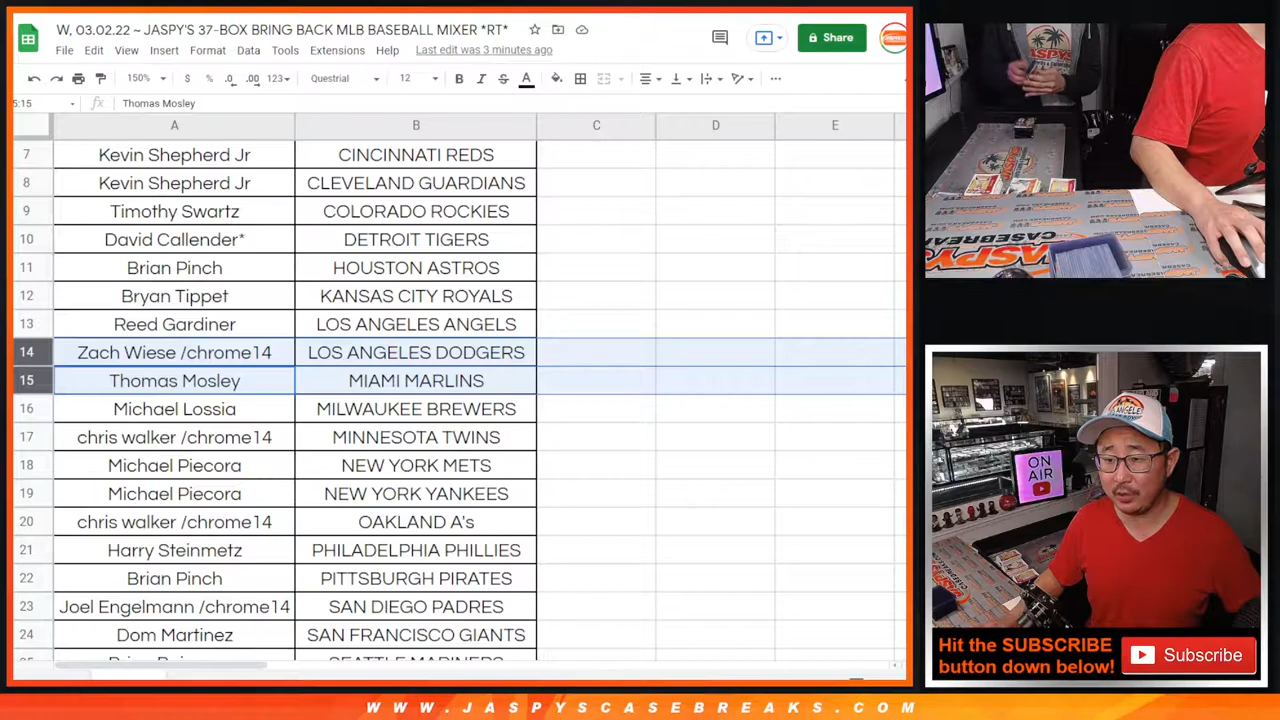 W, 03.02.22 ~ JASPY'S 37-BOX BRING BACK MLB BASEBALL MIXER *RT*
File Edit View Insert Format Data Tools Extensions Help Last edit was 3 minutes ago
Share
150% $ % .0 .00 123 Questrial 12 B I S A
5:15 fx Thomas Mosley
A B C D E
7 Kevin Shepherd Jr CINCINNATI REDS
8 Kevin Shepherd Jr CLEVELAND GUARDIANS
9 Timothy Swartz COLORADO ROCKIES
10 David Callender* DETROIT TIGERS
11 Brian Pinch HOUSTON ASTROS
12 Bryan Tippet KANSAS CITY ROYALS
13 Reed Gardiner LOS ANGELES ANGELS
14 Zach Wiese /chrome14 LOS ANGELES DODGERS
15 Thomas Mosley MIAMI MARLINS
16 Michael Lossia MILWAUKEE BREWERS
17 chris walker /chrome14 MINNESOTA TWINS
18 Michael Piecora NEW YORK METS
19 Michael Piecora NEW YORK YANKEES
20 chris walker /chrome14 OAKLAND A's
21 Harry Steinmetz PHILADELPHIA PHILLIES
22 Brian Pinch PITTSBURGH PIRATES
23 Joel Engelmann /chrome14 SAN DIEGO PADRES
24 Dom Martinez SAN FRANCISCO GIANTS
JASPY'S
JASPY'S
CASEBREAKS
ANGELES
ON
AIR
Hit the SUBSCRIBE
button down below!
Subscribe
WWW.JASPYSCASEBREAKS.COM